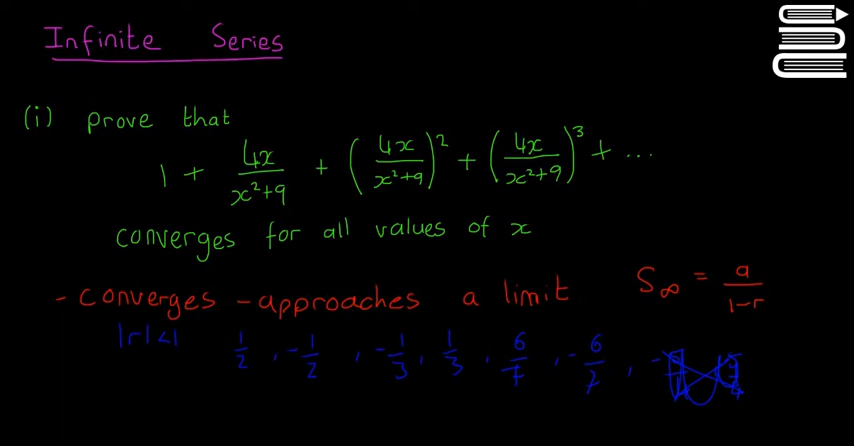 Infinite Series
(i) prove that
1 + 4x/(x²+9) + (4x/(x²+9))² + (4x/(x²+9))³ + ...
converges for all values of x
- converges - approaches a limit S∞ = a/(1-r)
|r|<1 1/2, -1/2, -1/3, 1/3, 6/7, -6/7, -